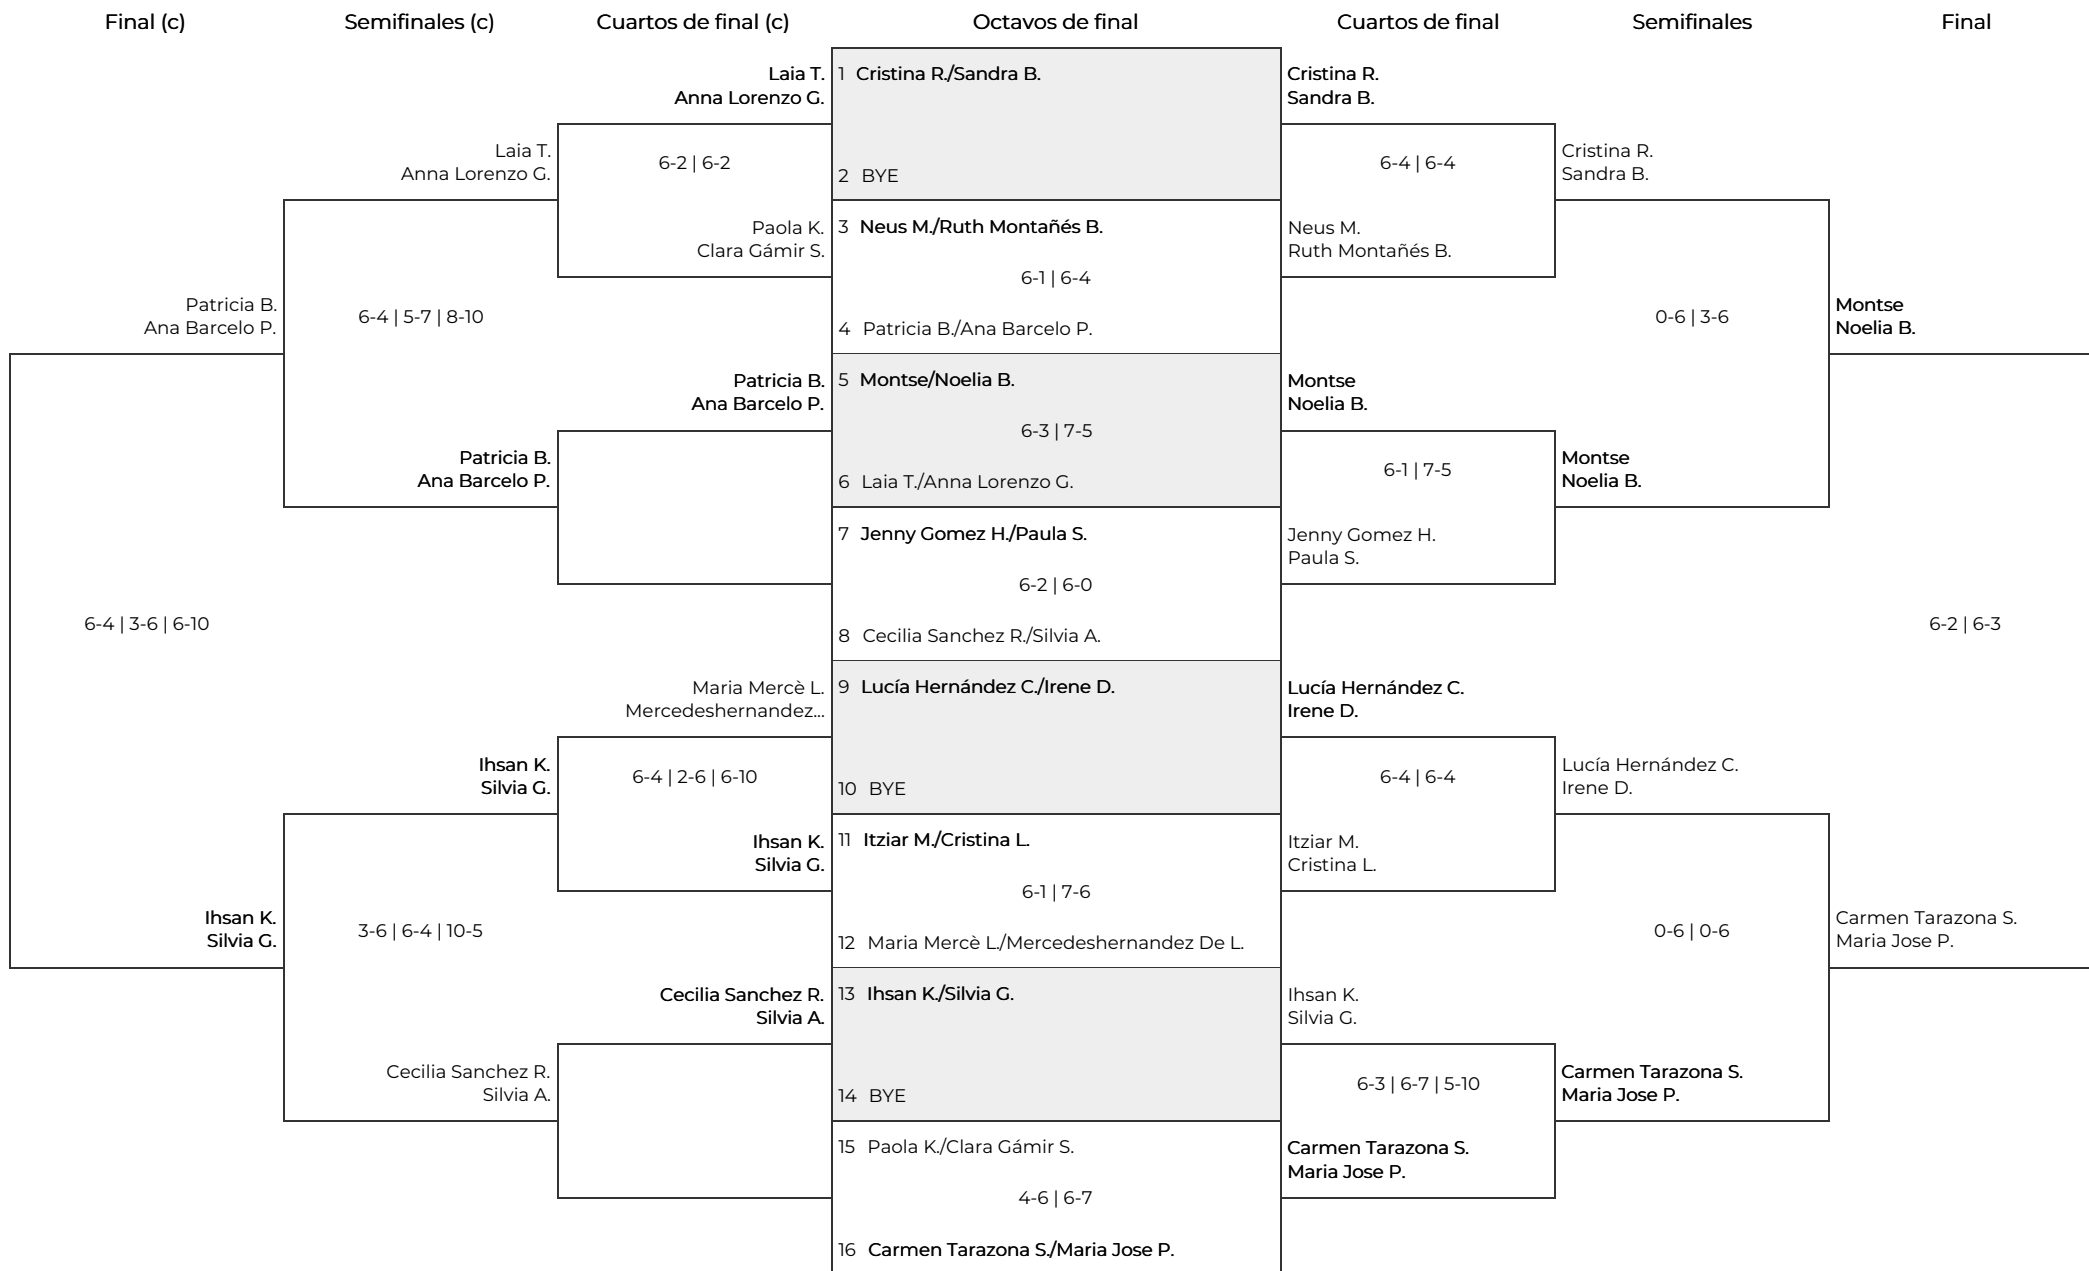 Final (c)
Semifinales (c)
Cuartos de final (c)
Octavos de final
Cuartos de final
Semifinales
Final
Patricia B.
Ana Barcelo P.
6-4 | 3-6 | 6-10
Ihsan K.
Silvia G.
Laia T.
Anna Lorenzo G.
6-4 | 5-7 | 8-10
Patricia B.
Ana Barcelo P.
Ihsan K.
Silvia G.
3-6 | 6-4 | 10-5
Cecilia Sanchez R.
Silvia A.
Laia T.
Anna Lorenzo G.
6-2 | 6-2
Paola K.
Clara Gámir S.
Patricia B.
Ana Barcelo P.
Maria Mercè L.
Mercedeshernandez...
6-4 | 2-6 | 6-10
Ihsan K.
Silvia G.
Cecilia Sanchez R.
Silvia A.
1 Cristina R./Sandra B.
2 BYE
3 Neus M./Ruth Montañés B.
6-1 | 6-4
4 Patricia B./Ana Barcelo P.
5 Montse/Noelia B.
6-3 | 7-5
6 Laia T./Anna Lorenzo G.
7 Jenny Gomez H./Paula S.
6-2 | 6-0
8 Cecilia Sanchez R./Silvia A.
9 Lucía Hernández C./Irene D.
10 BYE
11 Itziar M./Cristina L.
6-1 | 7-6
12 Maria Mercè L./Mercedeshernandez De L.
13 Ihsan K./Silvia G.
14 BYE
15 Paola K./Clara Gámir S.
4-6 | 6-7
16 Carmen Tarazona S./Maria Jose P.
Cristina R.
Sandra B.
6-4 | 6-4
Neus M.
Ruth Montañés B.
Montse
Noelia B.
6-1 | 7-5
Jenny Gomez H.
Paula S.
Lucía Hernández C.
Irene D.
6-4 | 6-4
Itziar M.
Cristina L.
Ihsan K.
Silvia G.
6-3 | 6-7 | 5-10
Carmen Tarazona S.
Maria Jose P.
Cristina R.
Sandra B.
0-6 | 3-6
Montse
Noelia B.
Lucía Hernández C.
Irene D.
0-6 | 0-6
Carmen Tarazona S.
Maria Jose P.
Montse
Noelia B.
6-2 | 6-3
Carmen Tarazona S.
Maria Jose P.